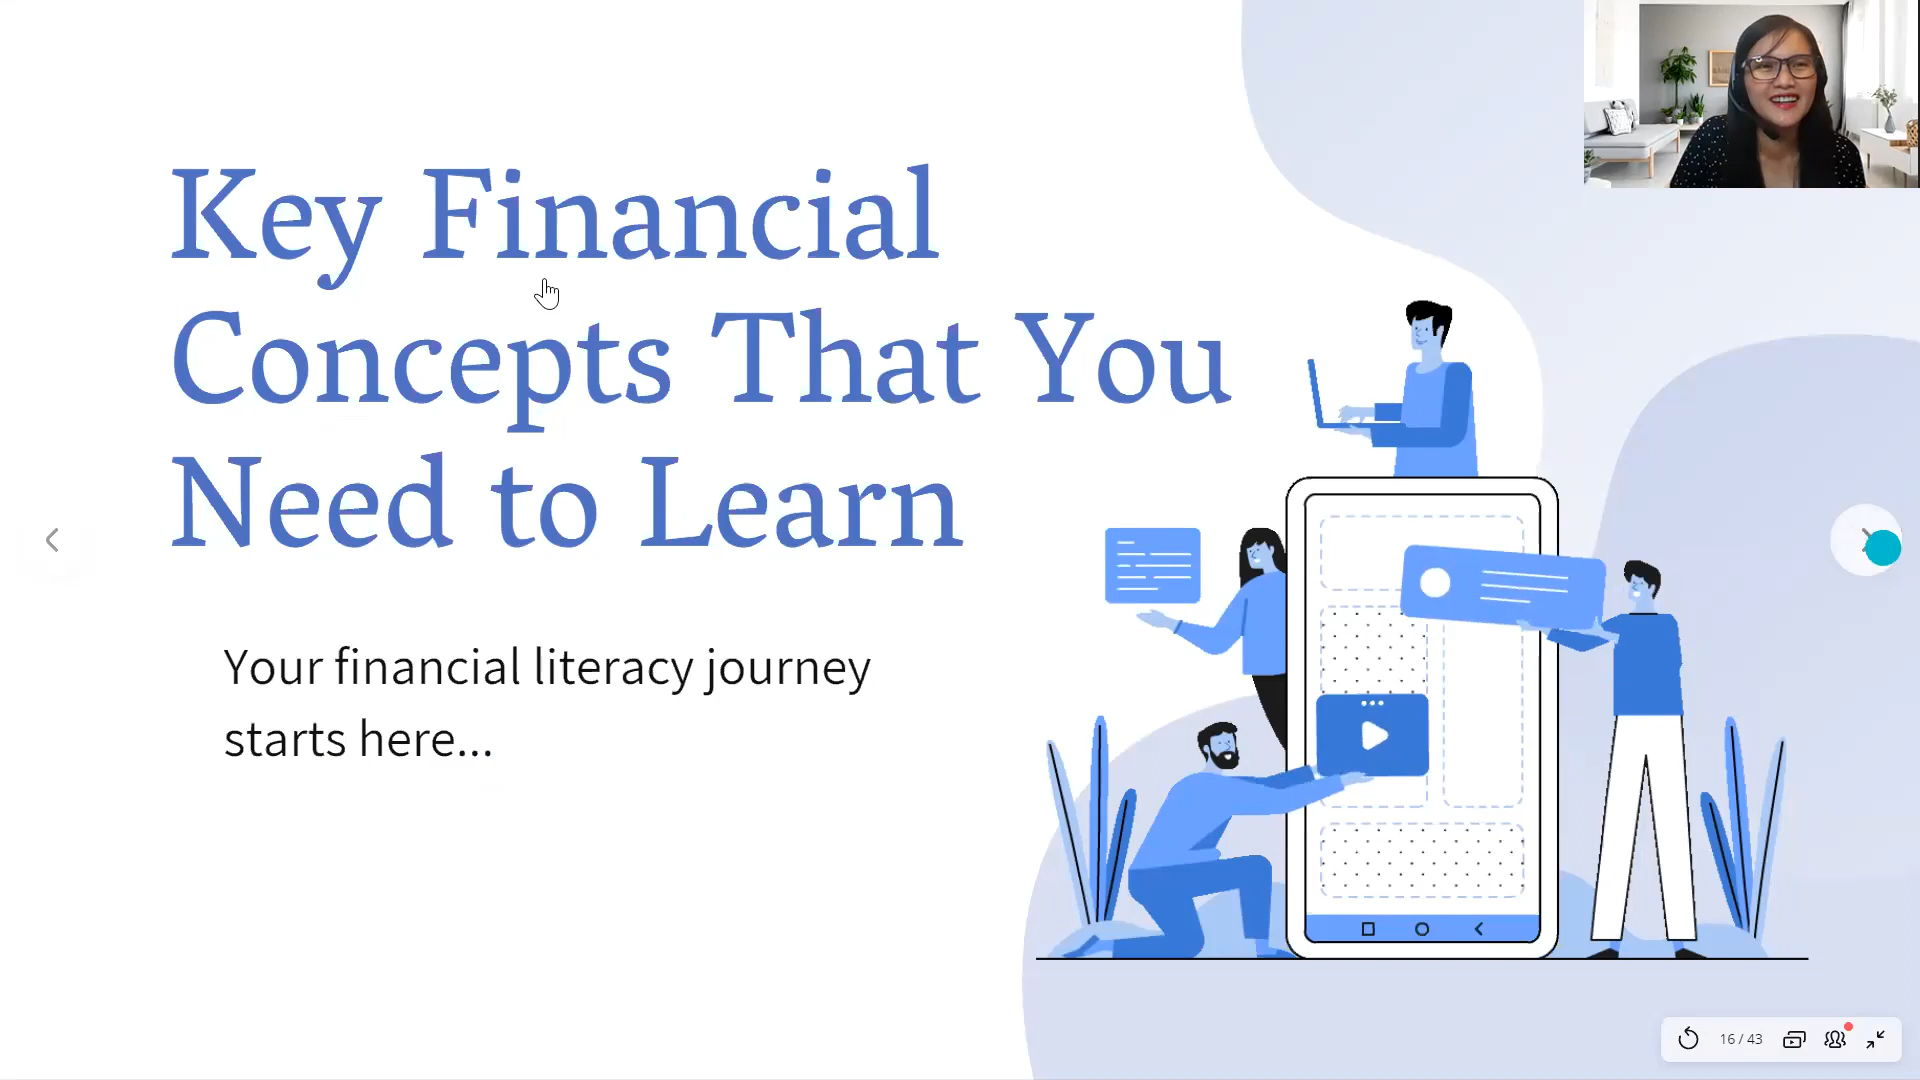 Key Financial
Concepts That You
Need to Learn
Your financial literacy journey
starts here...
16 / 43